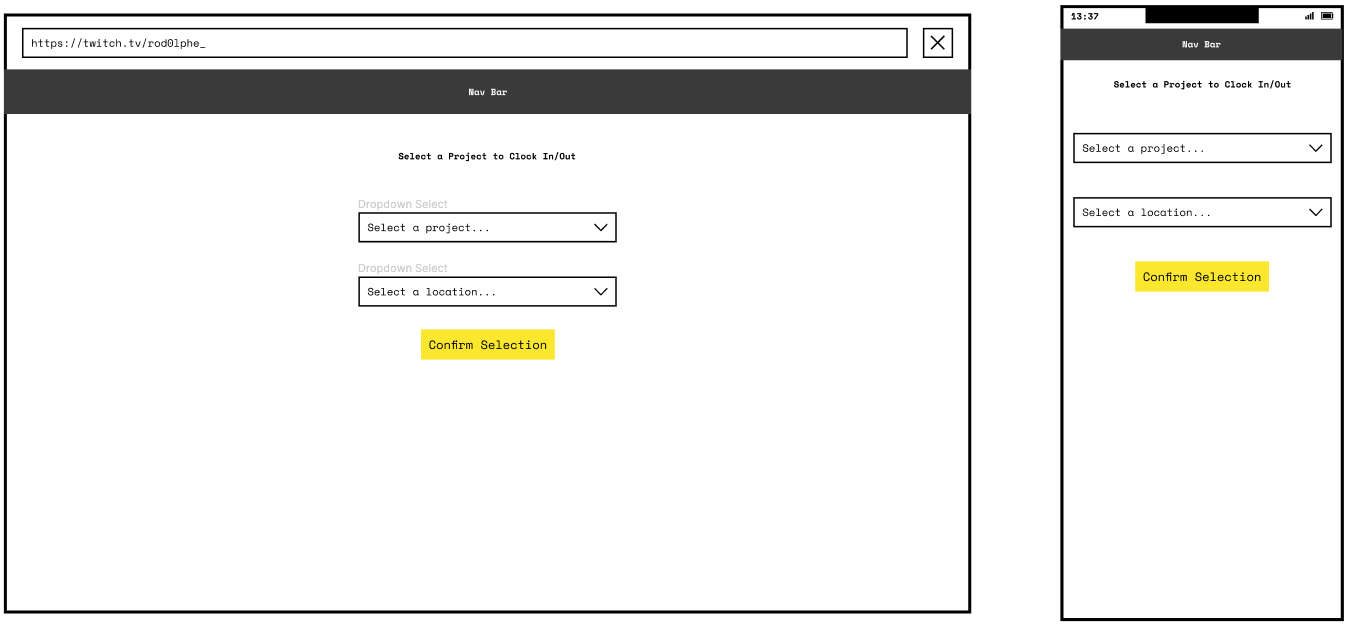 https://twitch.tv/rod0lphe_
Nav Bar
Select a Project to Clock In/Out
Dropdown Select
Select a project...
Dropdown Select
Select a location...
Confirm Selection
13:37
Nav Bar
Select a Project to Clock In/Out
Select a project...
Select a location...
Confirm Selection